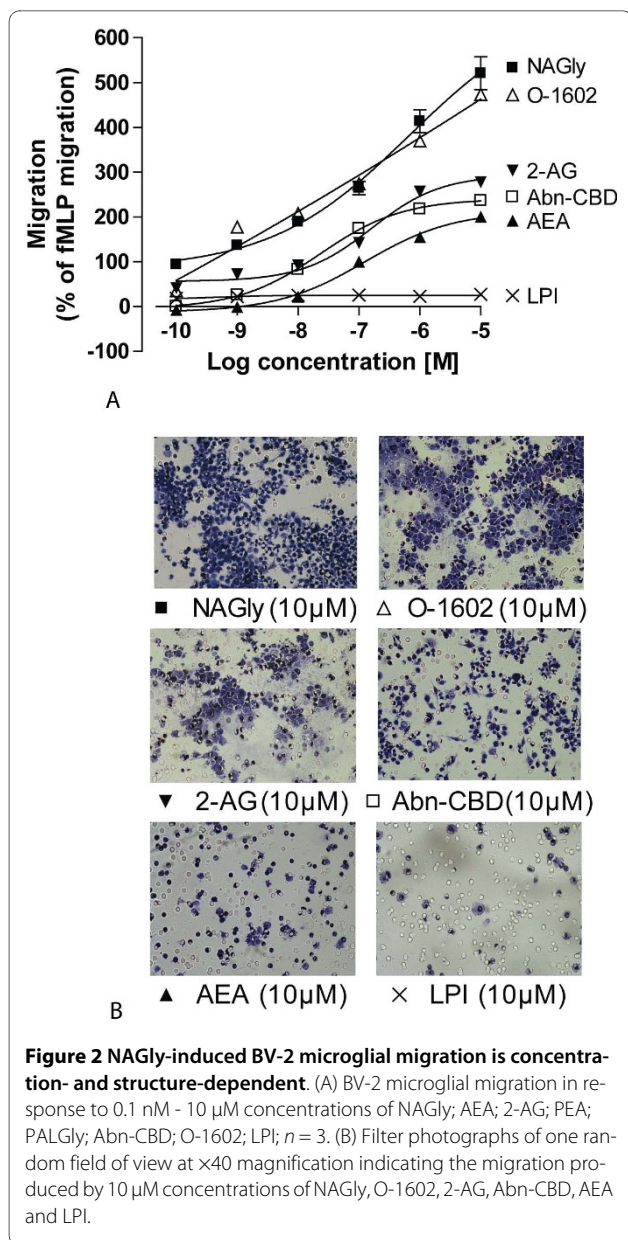 600
500
400
300
200
100
0
-100
Migration
(% of fMLP migration)
NAGly
O-1602
2-AG
Abn-CBD
AEA
LPI
-10 -9 -8 -7 -6 -5
Log concentration [M]
A
■ NAGly (10µM) △ O-1602 (10µM)
▼ 2-AG (10µM) □ Abn-CBD(10µM)
▲ AEA (10µM) × LPI (10µM)
B
Figure 2 NAGly-induced BV-2 microglial migration is concentra-
tion- and structure-dependent. (A) BV-2 microglial migration in re-
sponse to 0.1 nM - 10 µM concentrations of NAGly; AEA; 2-AG; PEA;
PALGly; Abn-CBD; O-1602; LPI; n = 3. (B) Filter photographs of one ran-
dom field of view at ×40 magnification indicating the migration pro-
duced by 10 µM concentrations of NAGly, O-1602, 2-AG, Abn-CBD, AEA
and LPI.